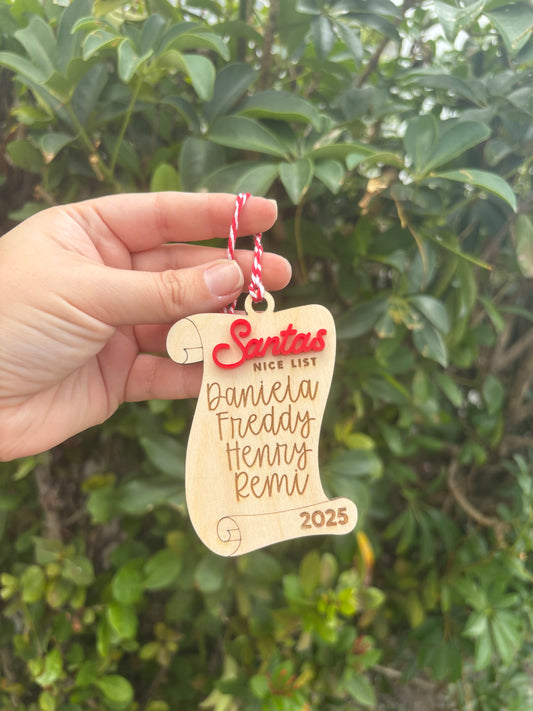 Santas
NICE LIST
Daniela
Freddy
Henry
Remi
2025